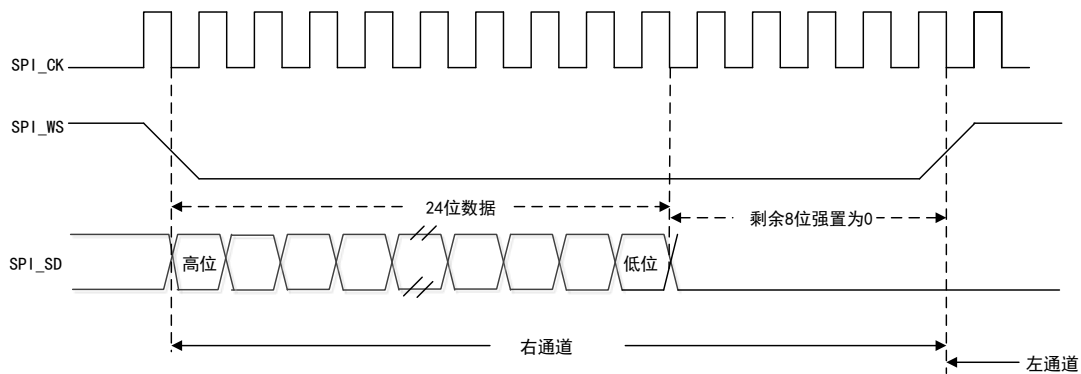 SPI_CK
SPI_WS
24位数据
剩余8位强置为0
SPI_SD
高位
低位
右通道
左通道